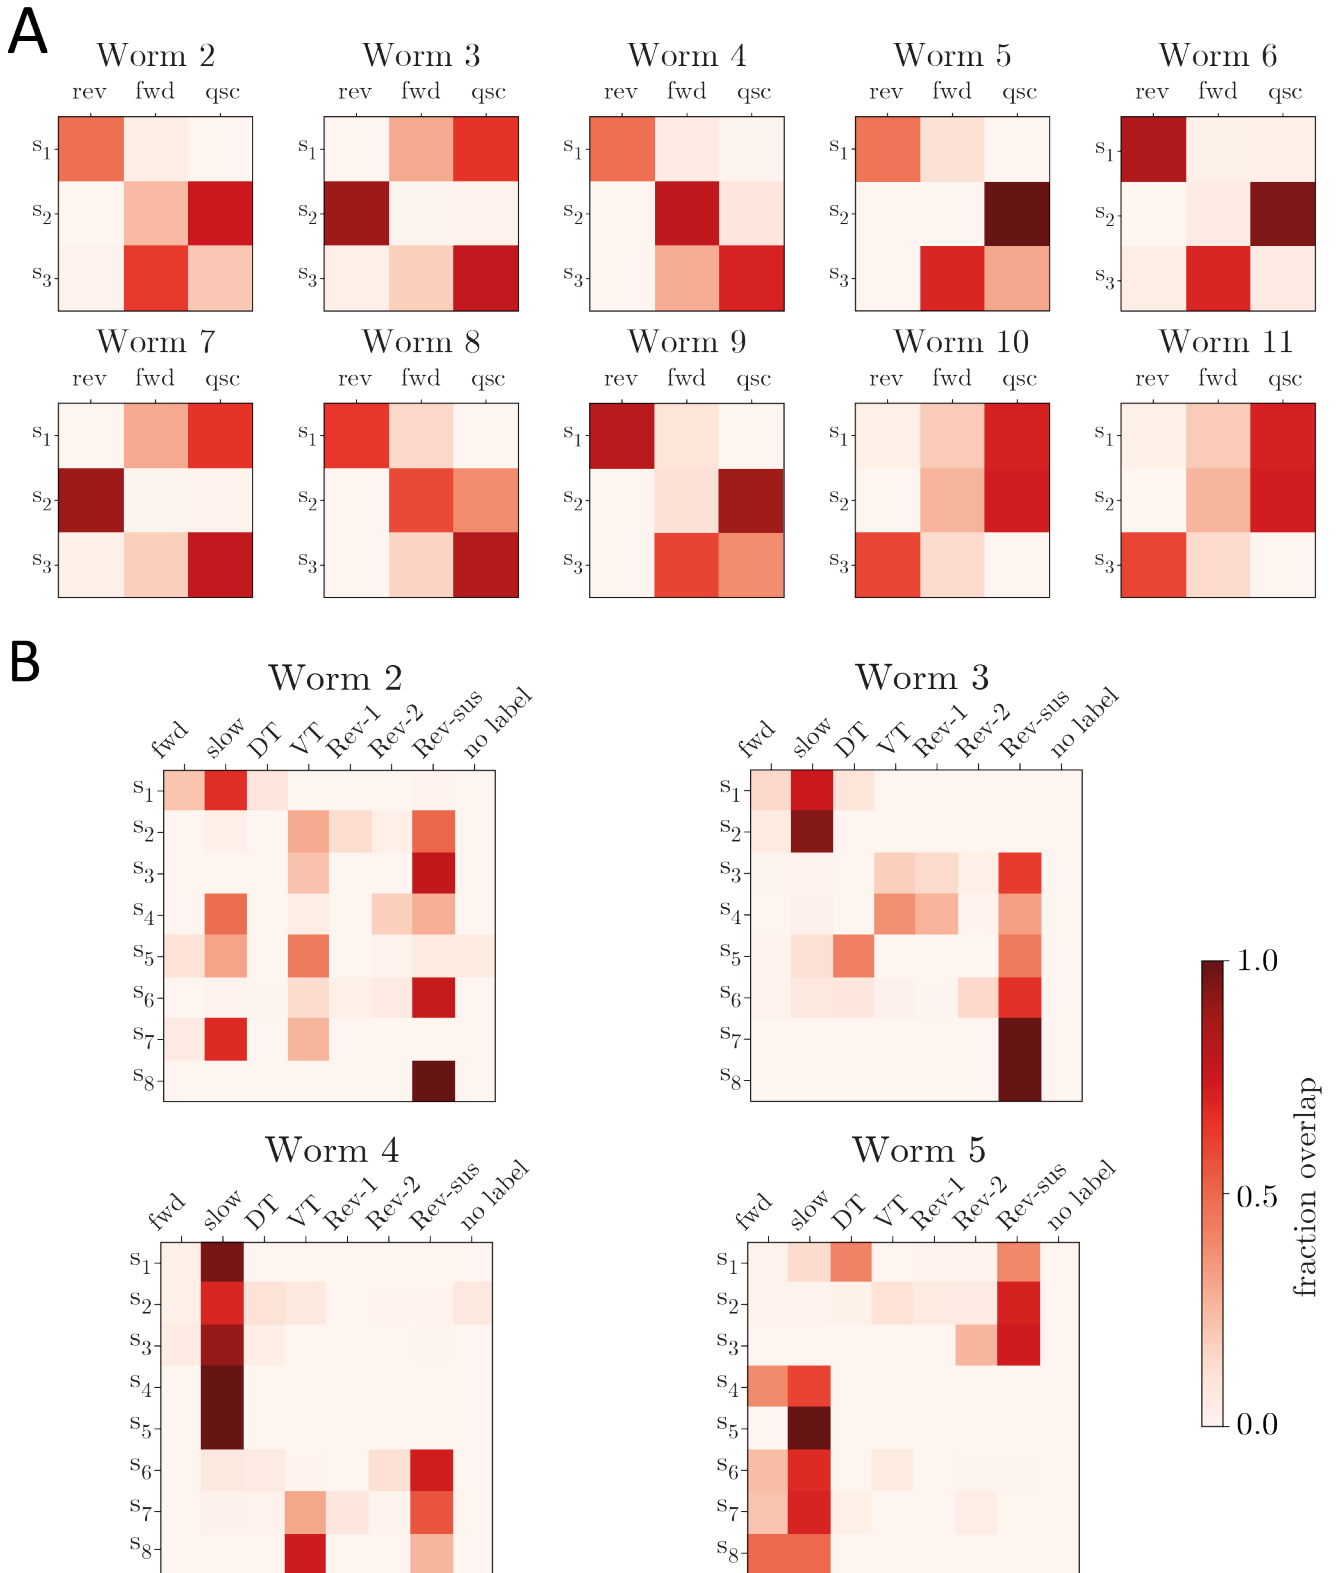 A
Worm 2 Worm 3 Worm 4 Worm 5 Worm 6
rev fwd qsc rev fwd qsc rev fwd qsc rev fwd qsc rev fwd qsc
s1 s1 s1 s1 s1
s2 s2 s2 s2 s2
s3 s3 s3 s3 s3
Worm 7 Worm 8 Worm 9 Worm 10 Worm 11
rev fwd qsc rev fwd qsc rev fwd qsc rev fwd qsc rev fwd qsc
s1 s1 s1 s1 s1
s2 s2 s2 s2 s2
s3 s3 s3 s3 s3
B
Worm 2 Worm 3
fwd slow DT VT Rev-1 Rev-2 Rev-sus no label fwd slow DT VT Rev-1 Rev-2 Rev-sus no label
s1 s1
s2 s2
s3 s3
s4 s4
s5 s5
s6 s6
s7 s7
s8 s8
Worm 4 Worm 5
fwd slow DT VT Rev-1 Rev-2 Rev-sus no label fwd slow DT VT Rev-1 Rev-2 Rev-sus no label
s1 s1
s2 s2
s3 s3
s4 s4
s5 s5
s6 s6
s7 s7
s8 s8
1.0
0.5
0.0
fraction overlap